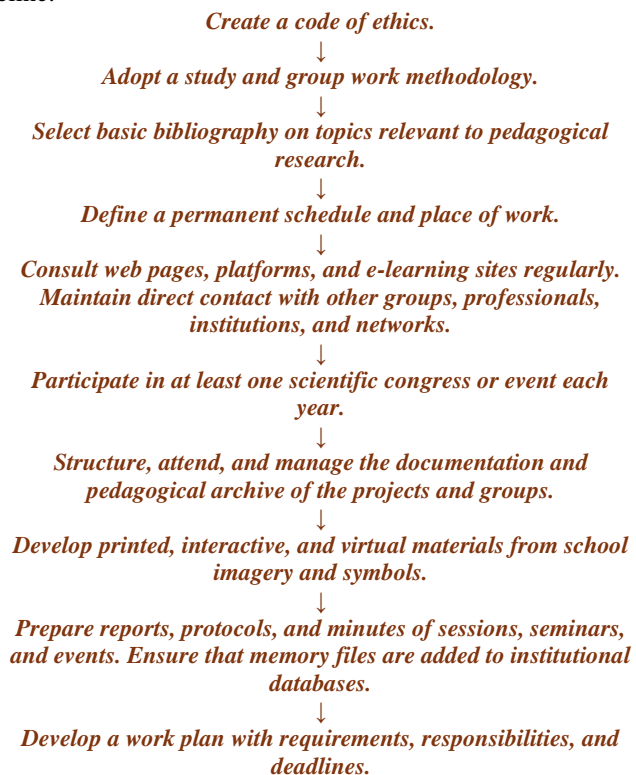 Create a code of ethics.
↓
Adopt a study and group work methodology.
↓
Select basic bibliography on topics relevant to pedagogical
research.
↓
Define a permanent schedule and place of work.
↓
Consult web pages, platforms, and e-learning sites regularly.
Maintain direct contact with other groups, professionals,
institutions, and networks.
↓
Participate in at least one scientific congress or event each
year.
↓
Structure, attend, and manage the documentation and
pedagogical archive of the projects and groups.
↓
Develop printed, interactive, and virtual materials from school
imagery and symbols.
↓
Prepare reports, protocols, and minutes of sessions, seminars,
and events. Ensure that memory files are added to institutional
databases.
↓
Develop a work plan with requirements, responsibilities, and
deadlines.